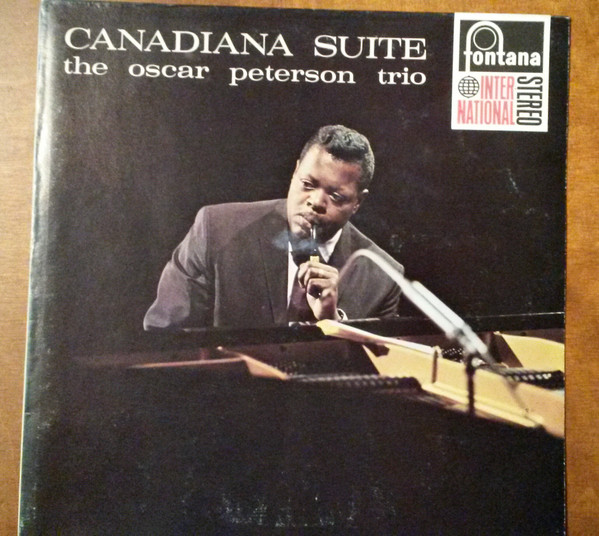 CANADIANA SUITE
the oscar peterson trio
fontana
INTER
NATIONAL
STEREO